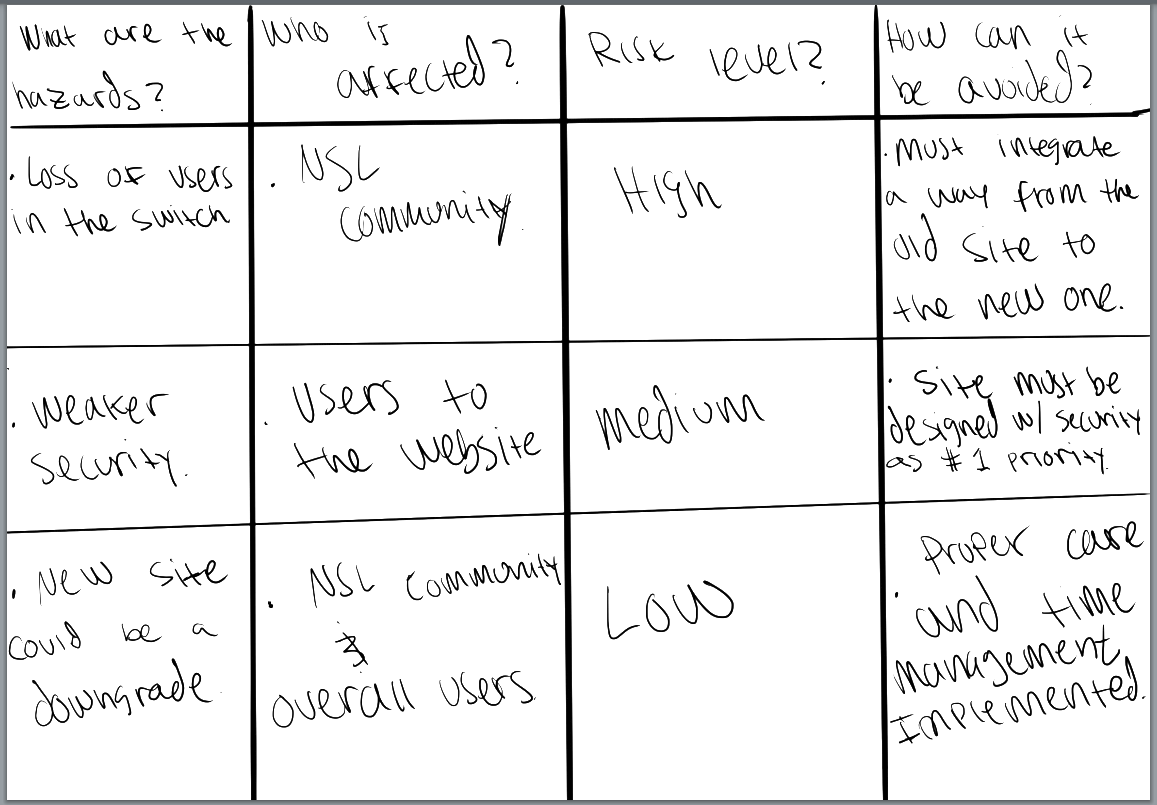 What are the
hazards?
Who is
affected?
Risk level?
How can it
be avoided?
· Loss of users
in the switch
· NSL
community.
High
· Must integrate
a way from the
old site to
the new one.
· Weaker
security.
· Users to
the website
Medium
· Site must be
designed w/ security
as #1 priority.
· New site
could be a
downgrade.
· NSL community
&
overall users.
Low
· Proper care
and time
management
implemented.